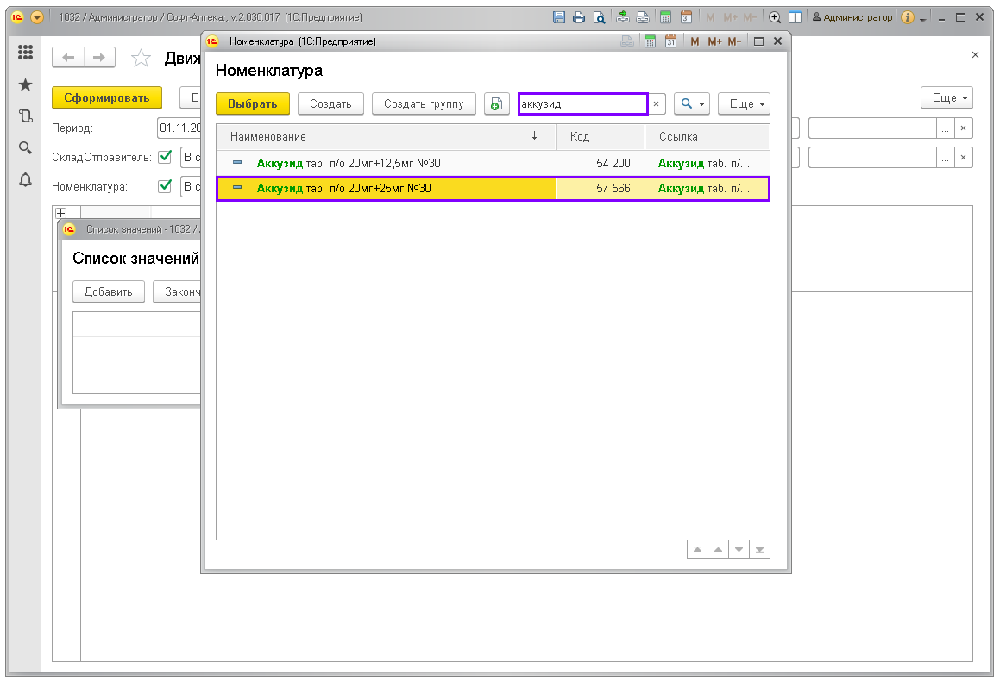 1032 / Администратор / Софт-Аптека:, v.2.030.017 (1С:Предприятие)
M M+ M- Администратор
Номенклатура (1С:Предприятие)
M M+ M-
Движ
Номенклатура
Сформировать
В
Выбрать Создать Создать группу аккузид × Еще
Еще
Период: 01.11.20
... ×
СкладОтправитель: В с
... ×
Номенклатура: В с
Наименование ↓ Код Ссылка
Аккузид таб. п/о 20мг+12,5мг №30 54 200 Аккузид таб. п/...
Аккузид таб. п/о 20мг+25мг №30 57 566 Аккузид таб. п/...
Список значений - 1032 / .
Список значений
Добавить Законч